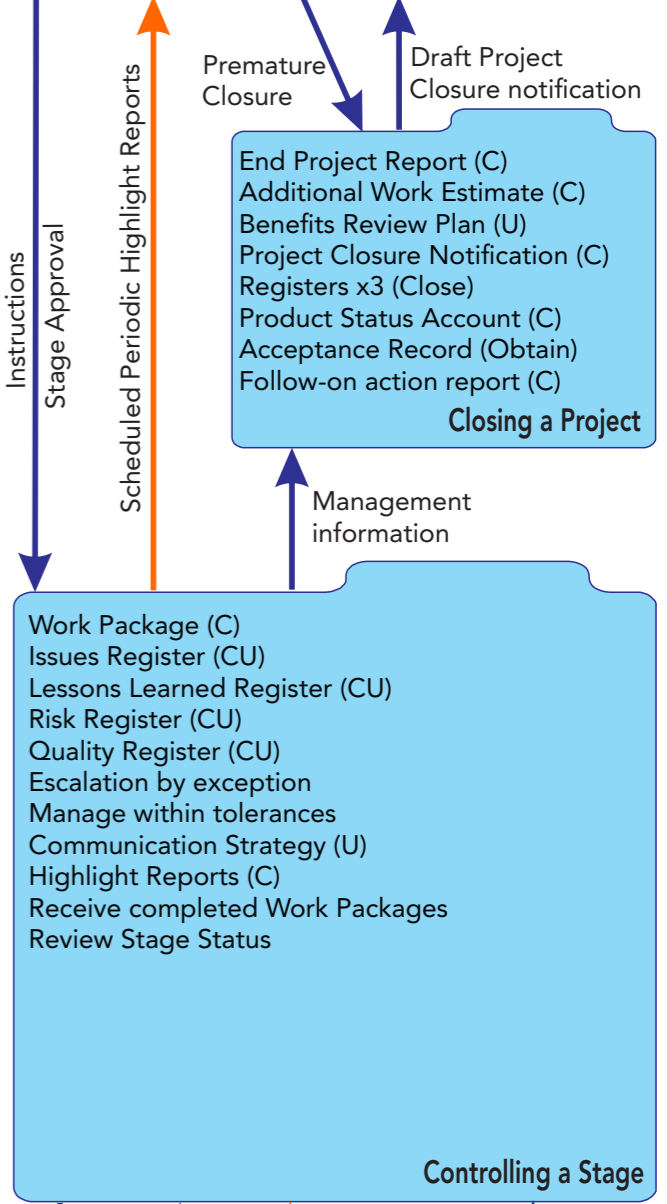 Instructions
Stage Approval
Scheduled Periodic Highlight Reports
Premature
Closure
Draft Project
Closure notification
End Project Report (C)
Additional Work Estimate (C)
Benefits Review Plan (U)
Project Closure Notification (C)
Registers x3 (Close)
Product Status Account (C)
Acceptance Record (Obtain)
Follow-on action report (C)
Closing a Project
Management
information
Work Package (C)
Issues Register (CU)
Lessons Learned Register (CU)
Risk Register (CU)
Quality Register (CU)
Escalation by exception
Manage within tolerances
Communication Strategy (U)
Highlight Reports (C)
Receive completed Work Packages
Review Stage Status
Controlling a Stage